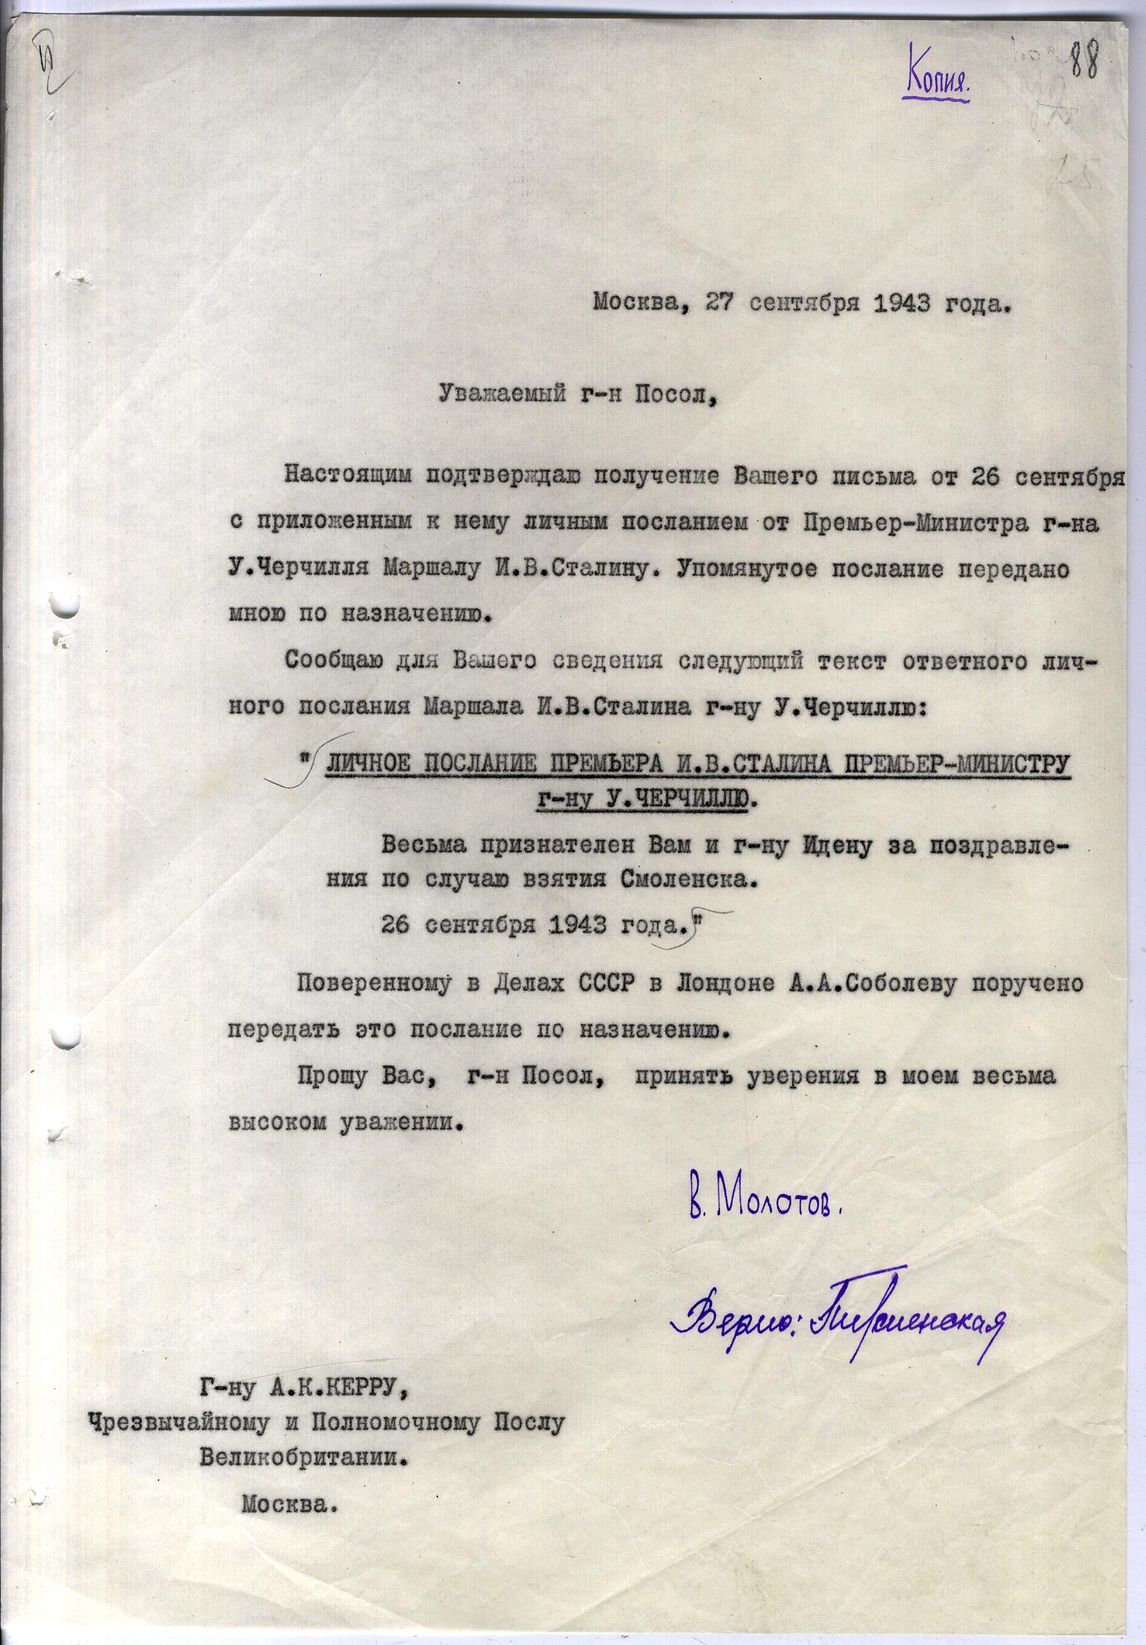 Копия.
88
Москва, 27 сентября 1943 года.
Уважаемый г-н Посол,
Настоящим подтверждаю получение Вашего письма от 26 сентября
с приложенным к нему личным посланием от Премьер-Министра г-на
У.Черчилля Маршалу И.В.Сталину. Упомянутое послание передано
мною по назначению.
Сообщаю для Вашего сведения следующий текст ответного лич-
ного послания Маршала И.В.Сталина г-ну У.Черчиллю:
" ЛИЧНОЕ ПОСЛАНИЕ ПРЕМЬЕРА И.В.СТАЛИНА ПРЕМЬЕР-МИНИСТРУ
г-ну У.ЧЕРЧИЛЛЮ.
Весьма признателен Вам и г-ну Идену за поздравле-
ния по случаю взятия Смоленска.
26 сентября 1943 года."
Поверенному в Делах СССР в Лондоне А.А.Соболеву поручено
передать это послание по назначению.
Прошу Вас, г-н Посол, принять уверения в моем весьма
высоком уважении.
В. Молотов.
Верно:
Г-ну А.К.КЕРРУ,
Чрезвычайному и Полномочному Послу
Великобритании.
Москва.